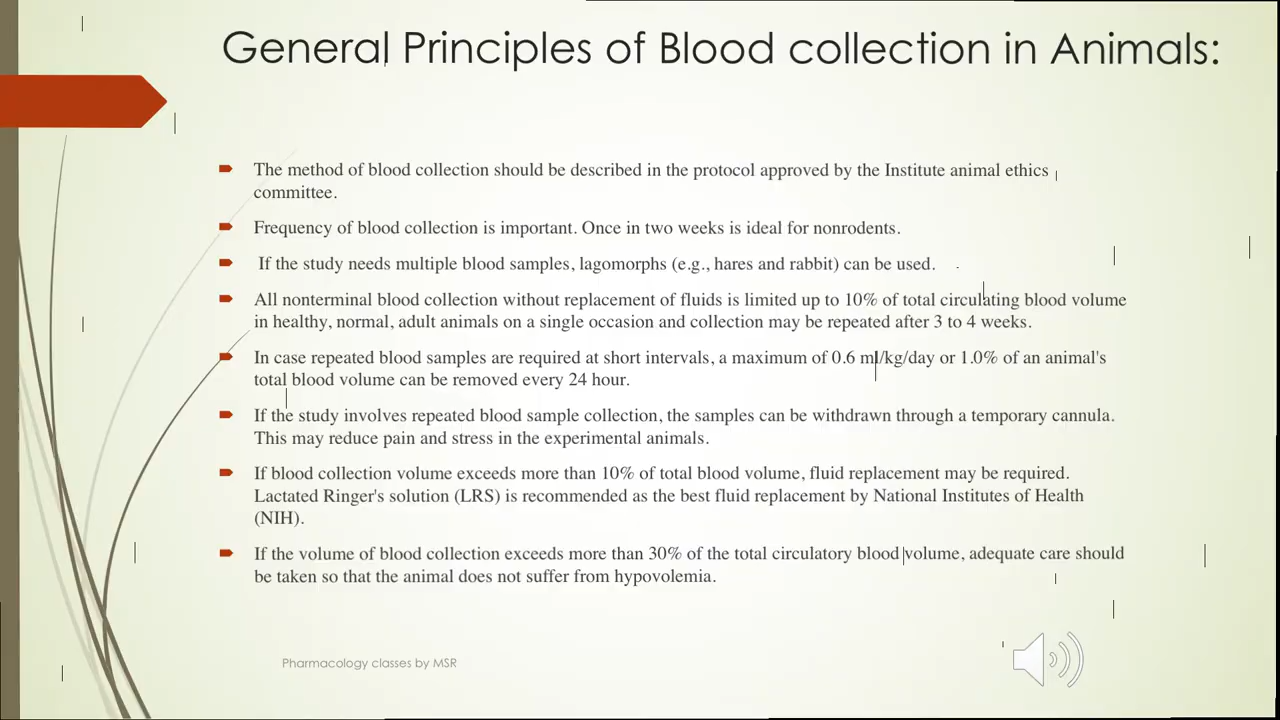 General Principles of Blood collection in Animals:
The method of blood collection should be described in the protocol approved by the Institute animal ethics
committee.
Frequency of blood collection is important. Once in two weeks is ideal for nonrodents.
If the study needs multiple blood samples, lagomorphs (e.g., hares and rabbit) can be used.
All nonterminal blood collection without replacement of fluids is limited up to 10% of total circulating blood volume
in healthy, normal, adult animals on a single occasion and collection may be repeated after 3 to 4 weeks.
In case repeated blood samples are required at short intervals, a maximum of 0.6 ml/kg/day or 1.0% of an animal's
total blood volume can be removed every 24 hour.
If the study involves repeated blood sample collection, the samples can be withdrawn through a temporary cannula.
This may reduce pain and stress in the experimental animals.
If blood collection volume exceeds more than 10% of total blood volume, fluid replacement may be required.
Lactated Ringer's solution (LRS) is recommended as the best fluid replacement by National Institutes of Health
(NIH).
If the volume of blood collection exceeds more than 30% of the total circulatory blood volume, adequate care should
be taken so that the animal does not suffer from hypovolemia.
Pharmacology classes by MSR